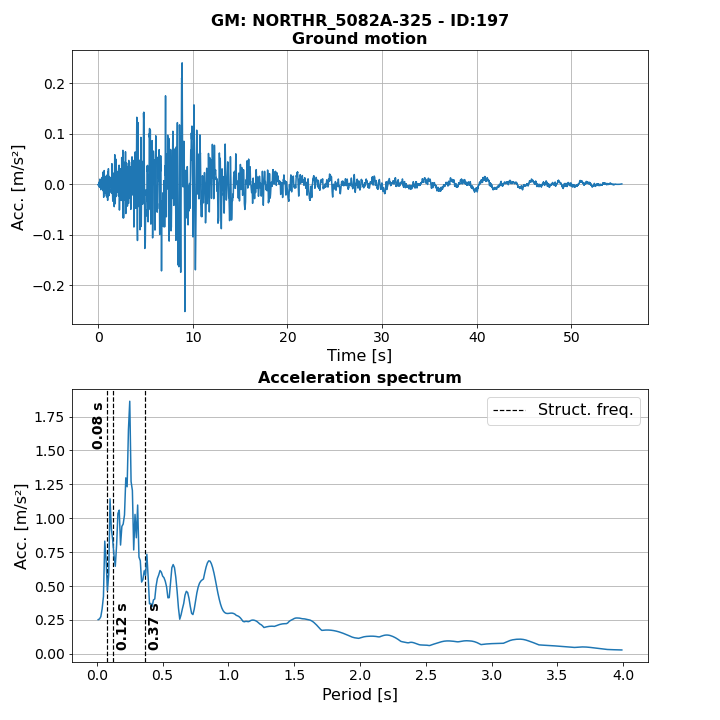 GM: NORTHR_5082A-325 - ID:197
Ground motion
0.2
0.1
0.0
−0.1
−0.2
Acc. [m/s²]
0 10 20 30 40 50
Time [s]
Acceleration spectrum
1.75
1.50
1.25
1.00
0.75
0.50
0.25
0.00
Acc. [m/s²]
Struct. freq.
0.08 s
0.12 s
0.37 s
0.0 0.5 1.0 1.5 2.0 2.5 3.0 3.5 4.0
Period [s]